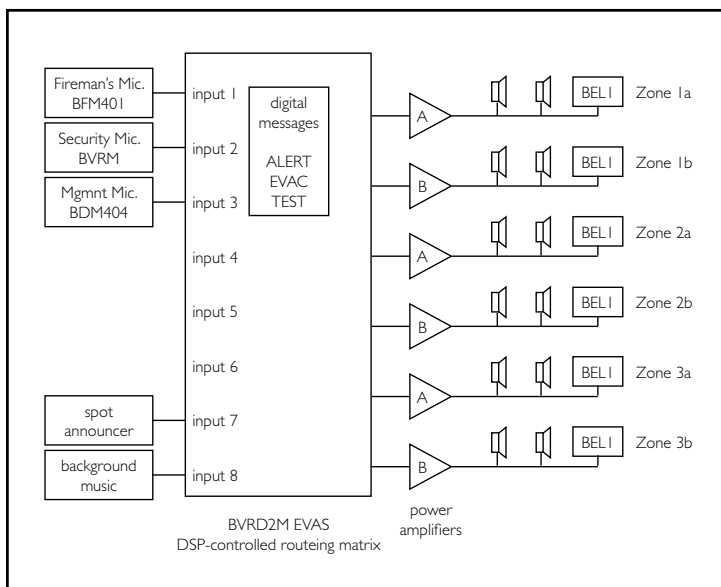 Fireman's Mic.
BFM401
Security Mic.
BVRM
Mgmnt Mic.
BDM404
spot
announcer
background
music
input 1
input 2
input 3
input 4
input 5
input 6
input 7
input 8
digital
messages
ALERT
EVAC
TEST
BVRD2M EVAS
DSP-controlled routeing matrix
A
B
A
B
A
B
power
amplifiers
BEL1 Zone 1a
BEL1 Zone 1b
BEL1 Zone 2a
BEL1 Zone 2b
BEL1 Zone 3a
BEL1 Zone 3b